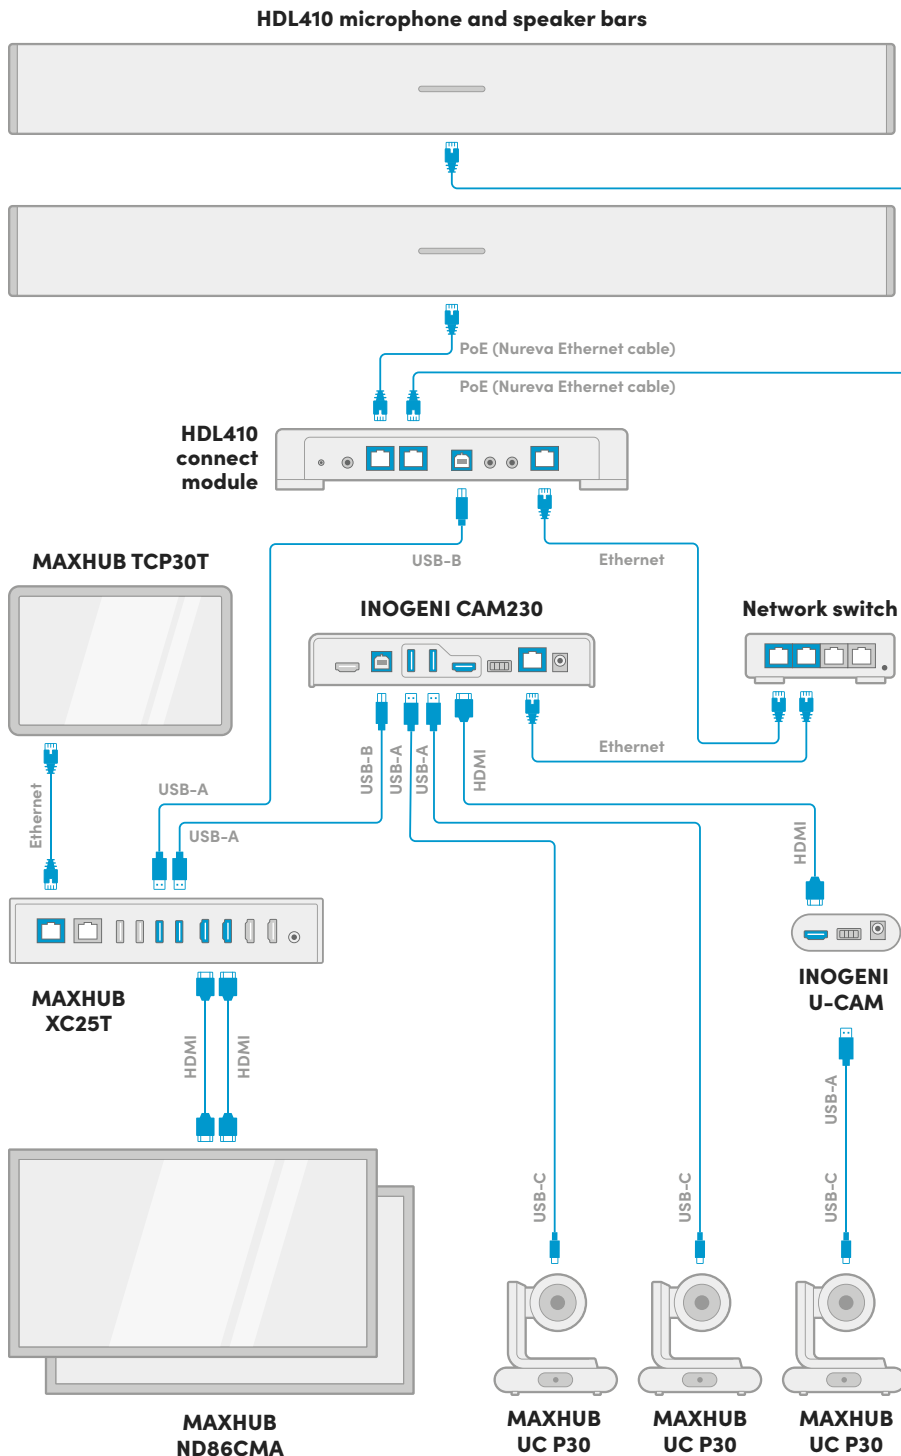 HDL410 microphone and speaker bars
PoE (Nureva Ethernet cable)
PoE (Nureva Ethernet cable)
HDL410
connect
module
USB-B
Ethernet
MAXHUB TCP30T
INOGENI CAM230
Network switch
Ethernet
USB-A
USB-A
USB-B
USB-A
USB-A
HDMI
Ethernet
HDMI
MAXHUB
XC25T
INOGENI
U-CAM
HDMI
HDMI
USB-A
USB-C
USB-C
USB-C
MAXHUB
ND86CMA
MAXHUB
UC P30
MAXHUB
UC P30
MAXHUB
UC P30